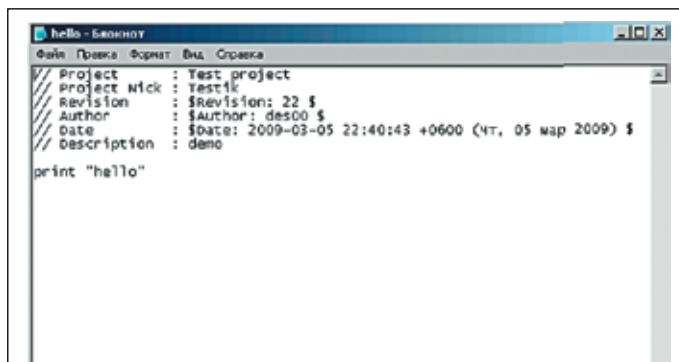 hello - Блокнот
Файл Правка Формат Вид Справка
// Project : Test project
// Project Nick : Testik
// Revision : $Revision: 22 $
// Author : $Author: des00 $
// Date : $Date: 2009-03-05 22:40:43 +0600 (Чт, 05 мар 2009) $
// Description : demo
print "hello"